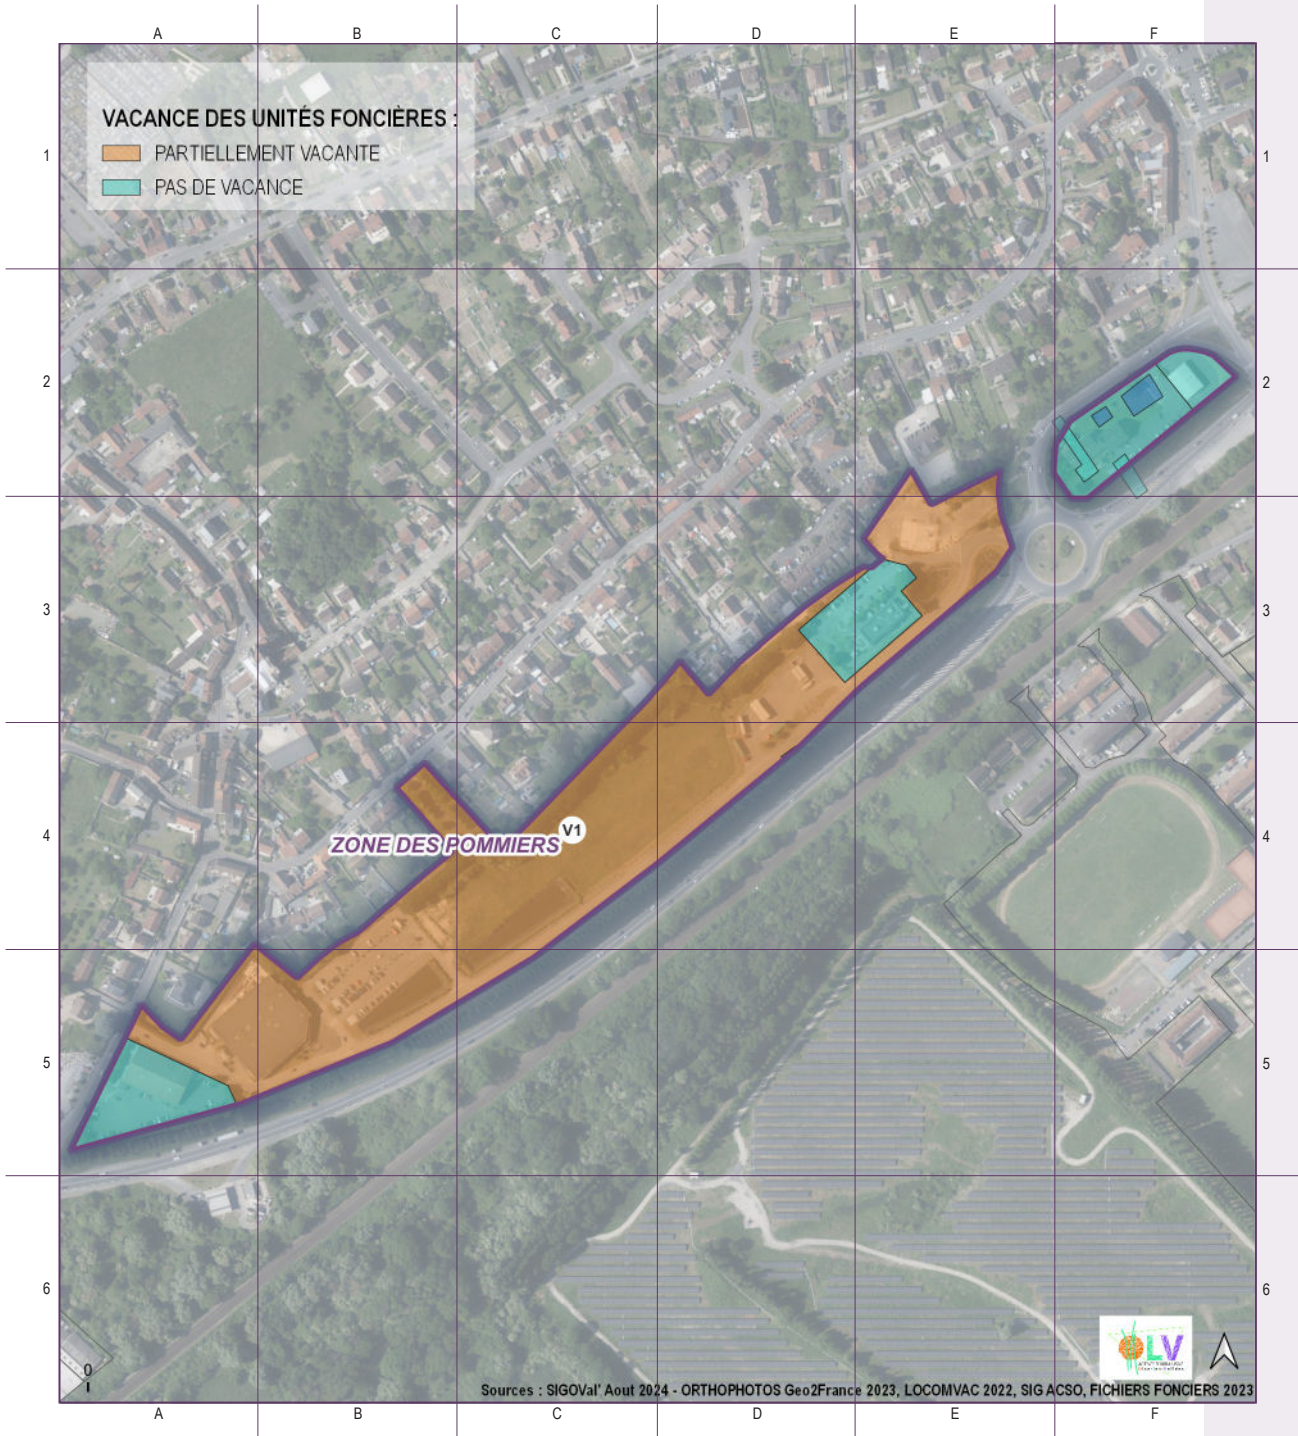 A B C D E F
VACANCE DES UNITÉS FONCIÈRES :
PARTIELLEMENT VACANTE
PAS DE VACANCE
1 1
2 2
3 3
4 4
ZONE DES POMMIERS V1
5 5
6 6
LV
0
Sources : SIGOVal' Aout 2024 - ORTHOPHOTOS Geo2France 2023, LOCOMVAC 2022, SIG ACSO, FICHIERS FONCIERS 2023
A B C D E F